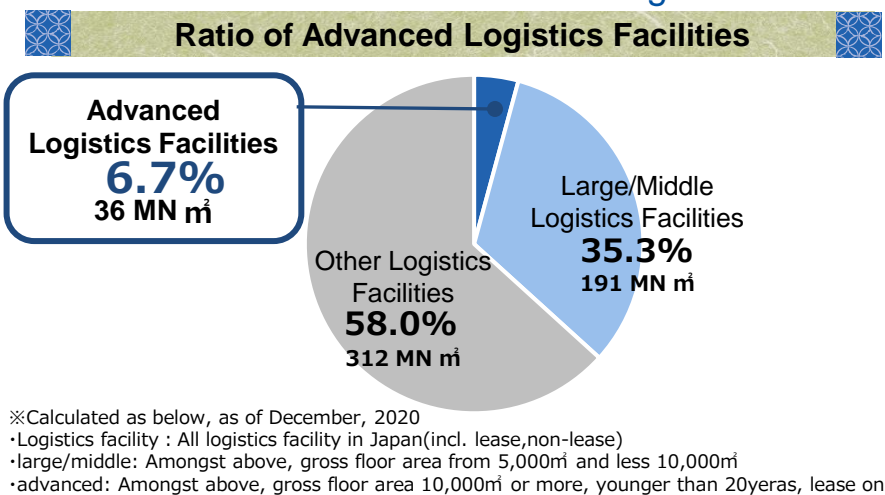 Ratio of Advanced Logistics Facilities
Advanced
Logistics Facilities
6.7%
36 MN ㎡
Large/Middle
Logistics Facilities
35.3%
191 MN ㎡
Other Logistics
Facilities
58.0%
312 MN ㎡
※Calculated as below, as of December, 2020
・Logistics facility : All logistics facility in Japan(incl. lease,non-lease)
・large/middle: Amongst above, gross floor area from 5,000㎡ and less 10,000㎡
・advanced: Amongst above, gross floor area 10,000㎡ or more, younger than 20yeras, lease on